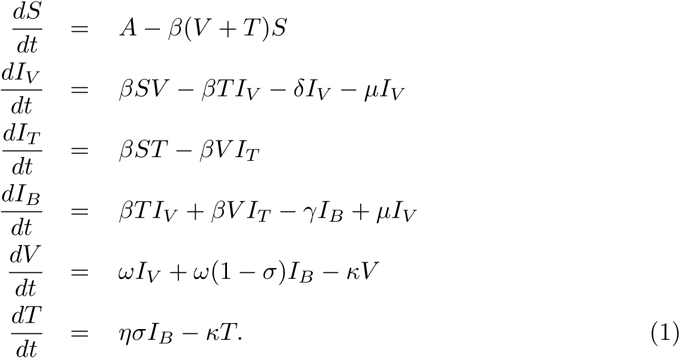 dS/dt = A − β(V + T)S
dI_V/dt = βSV − βTI_V − δI_V − μI_V
dI_T/dt = βST − βVI_T
dI_B/dt = βTI_V + βVI_T − γI_B + μI_V
dV/dt = ωI_V + ω(1 − σ)I_B − κV
dT/dt = ησI_B − κT. (1)